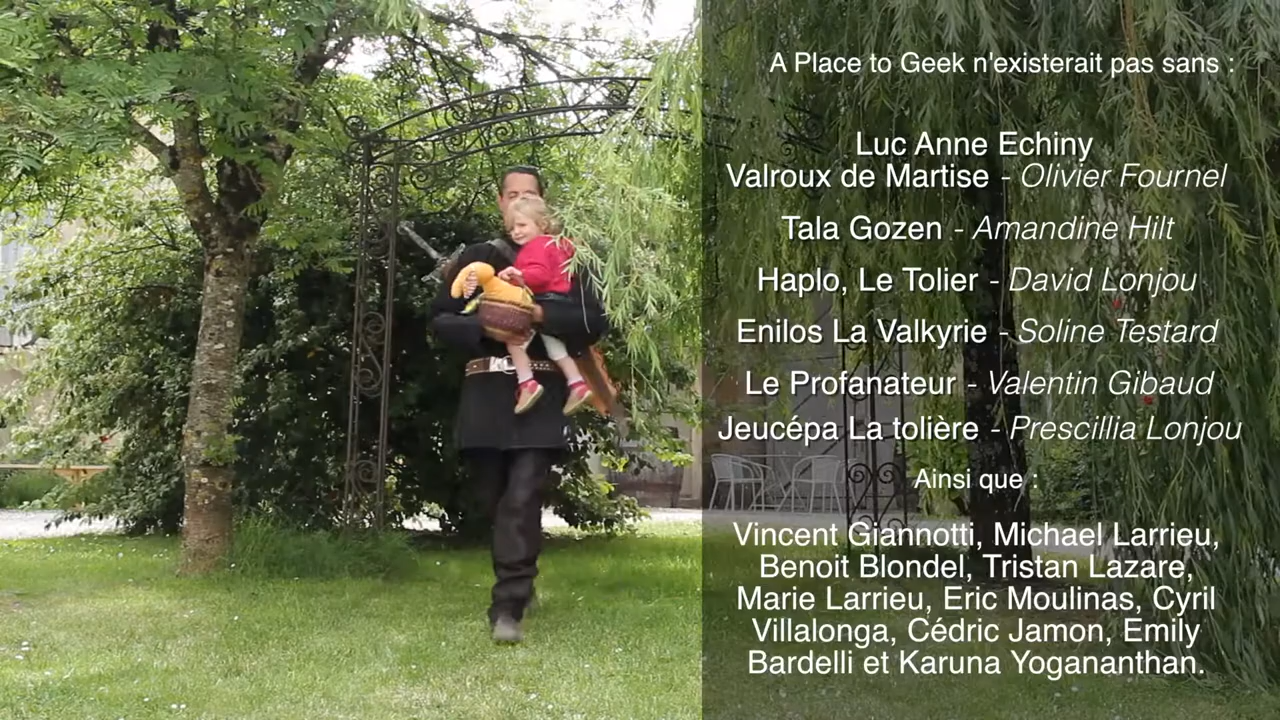 A Place to Geek n'existerait pas sans :
Luc Anne Echiny
Valroux de Martise - Olivier Fournel
Tala Gozen - Amandine Hilt
Haplo, Le Tolier - David Lonjou
Enilos La Valkyrie - Soline Testard
Le Profanateur - Valentin Gibaud
Jeucépa La tolière - Prescillia Lonjou
Ainsi que :
Vincent Giannotti, Michael Larrieu,
Benoit Blondel, Tristan Lazare,
Marie Larrieu, Eric Moulinas, Cyril
Villalonga, Cédric Jamon, Emily
Bardelli et Karuna Yogananthan.